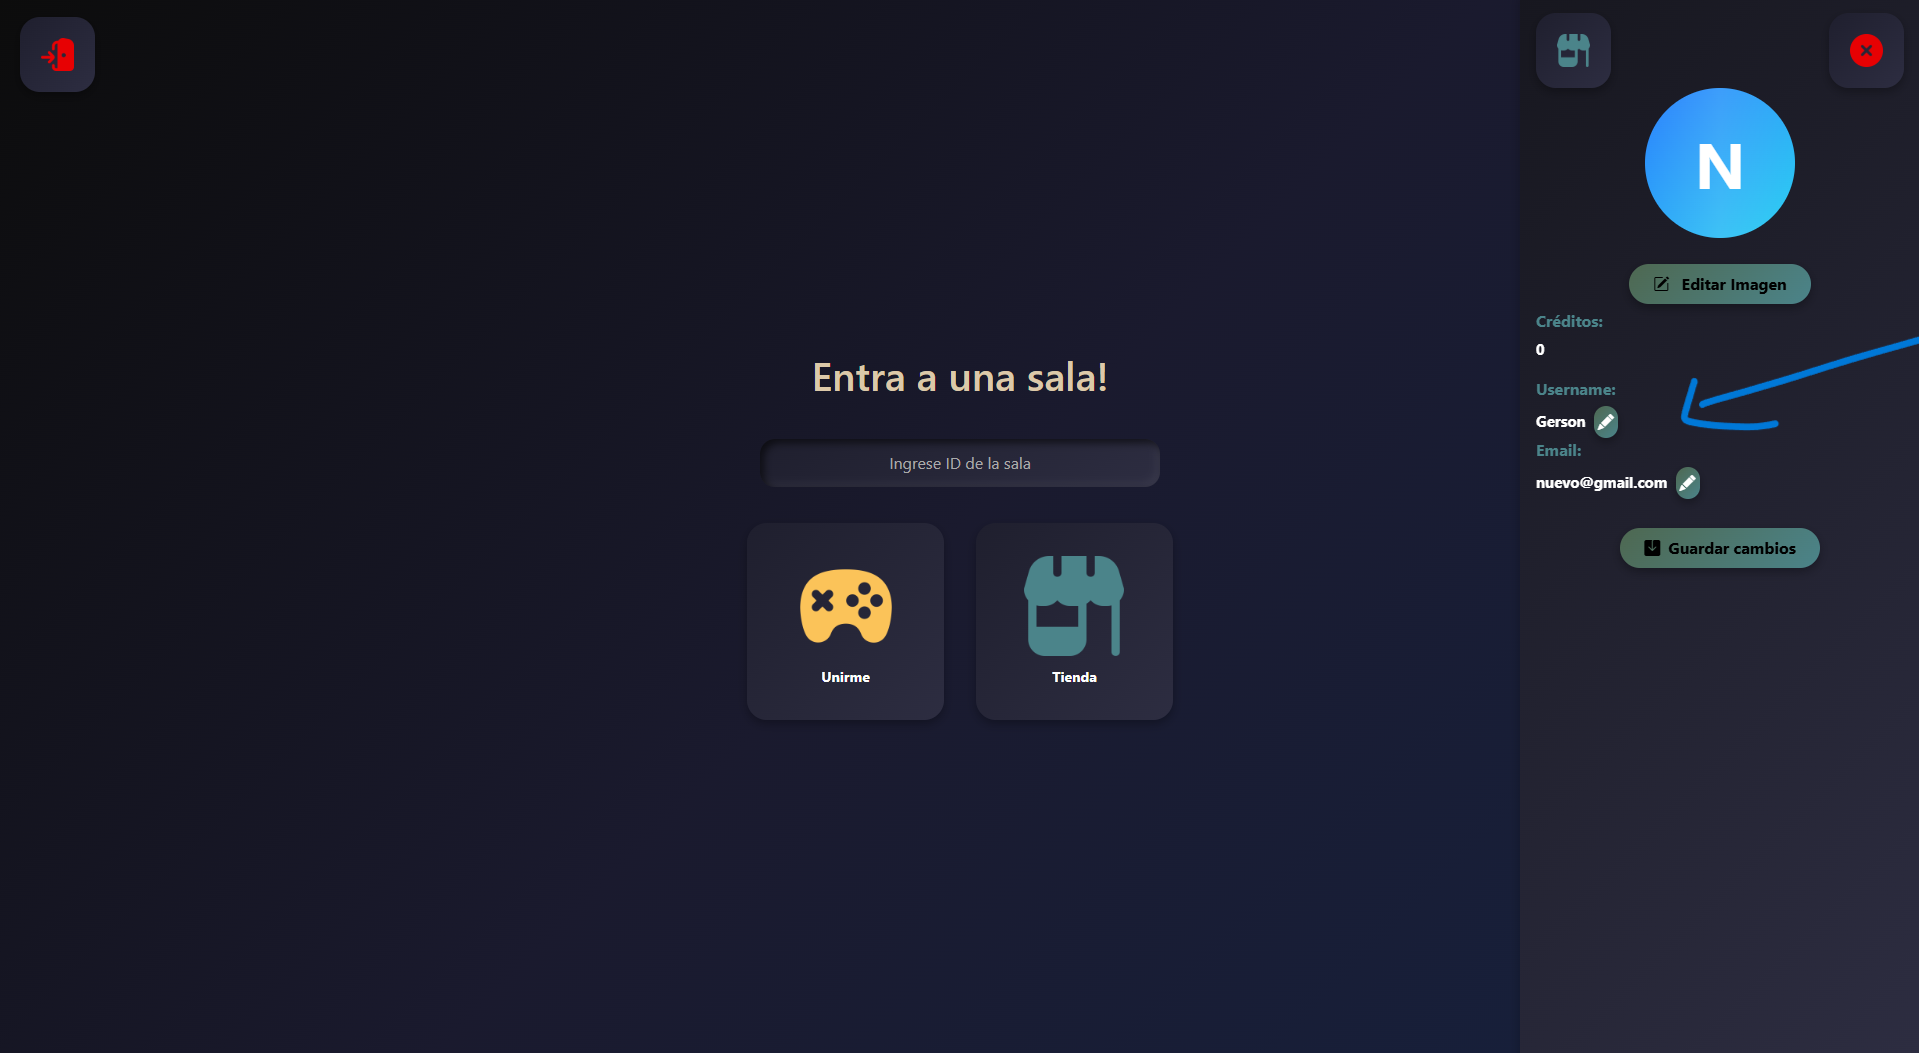 Entra a una sala!
Ingrese ID de la sala
Unirme
Tienda
N
Editar Imagen
Créditos:
0
Username:
Gerson
Email:
nuevo@gmail.com
Guardar cambios